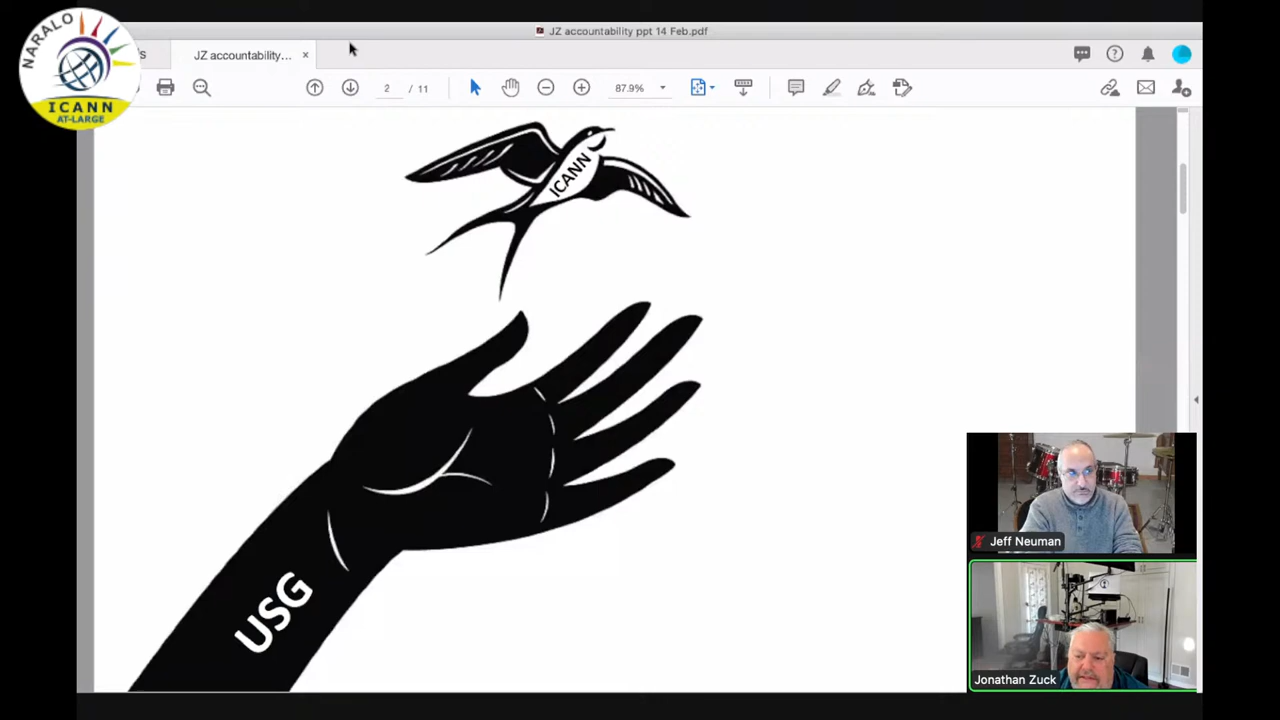 NARALO
ICANN
AT-LARGE
JZ accountability ppt 14 Feb.pdf
JZ accountability...
2 / 11
87.9%
ICANN
USG
Jeff Neuman
Jonathan Zuck